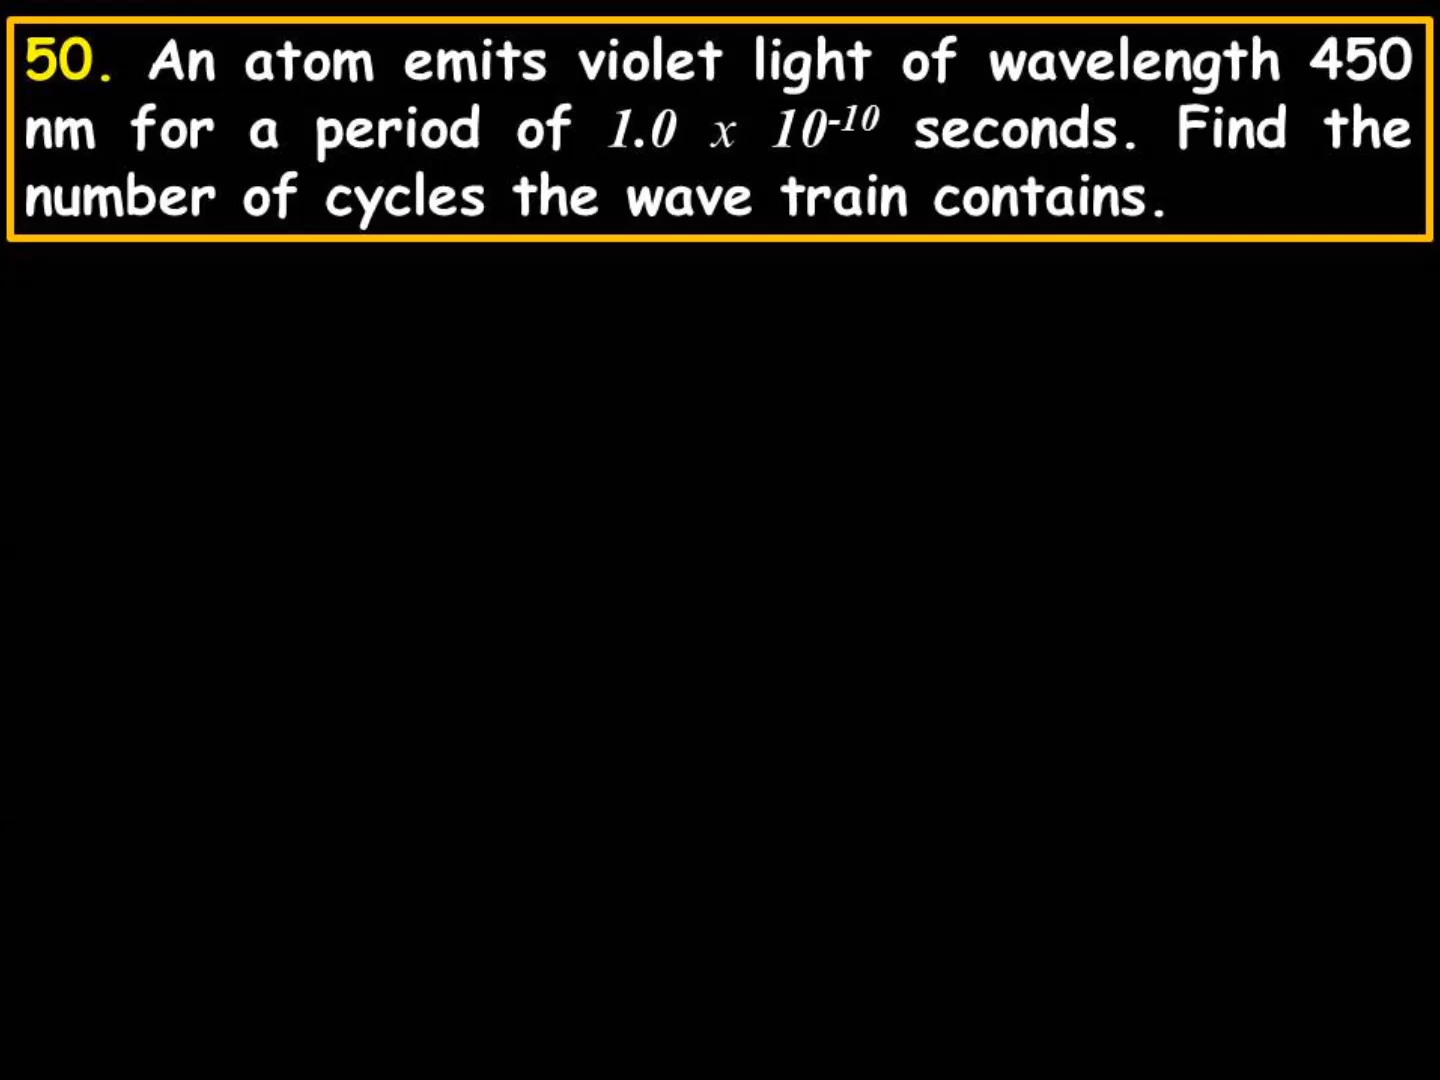 50. An atom emits violet light of wavelength 450
nm for a period of 1.0 x 10⁻¹⁰ seconds. Find the
number of cycles the wave train contains.